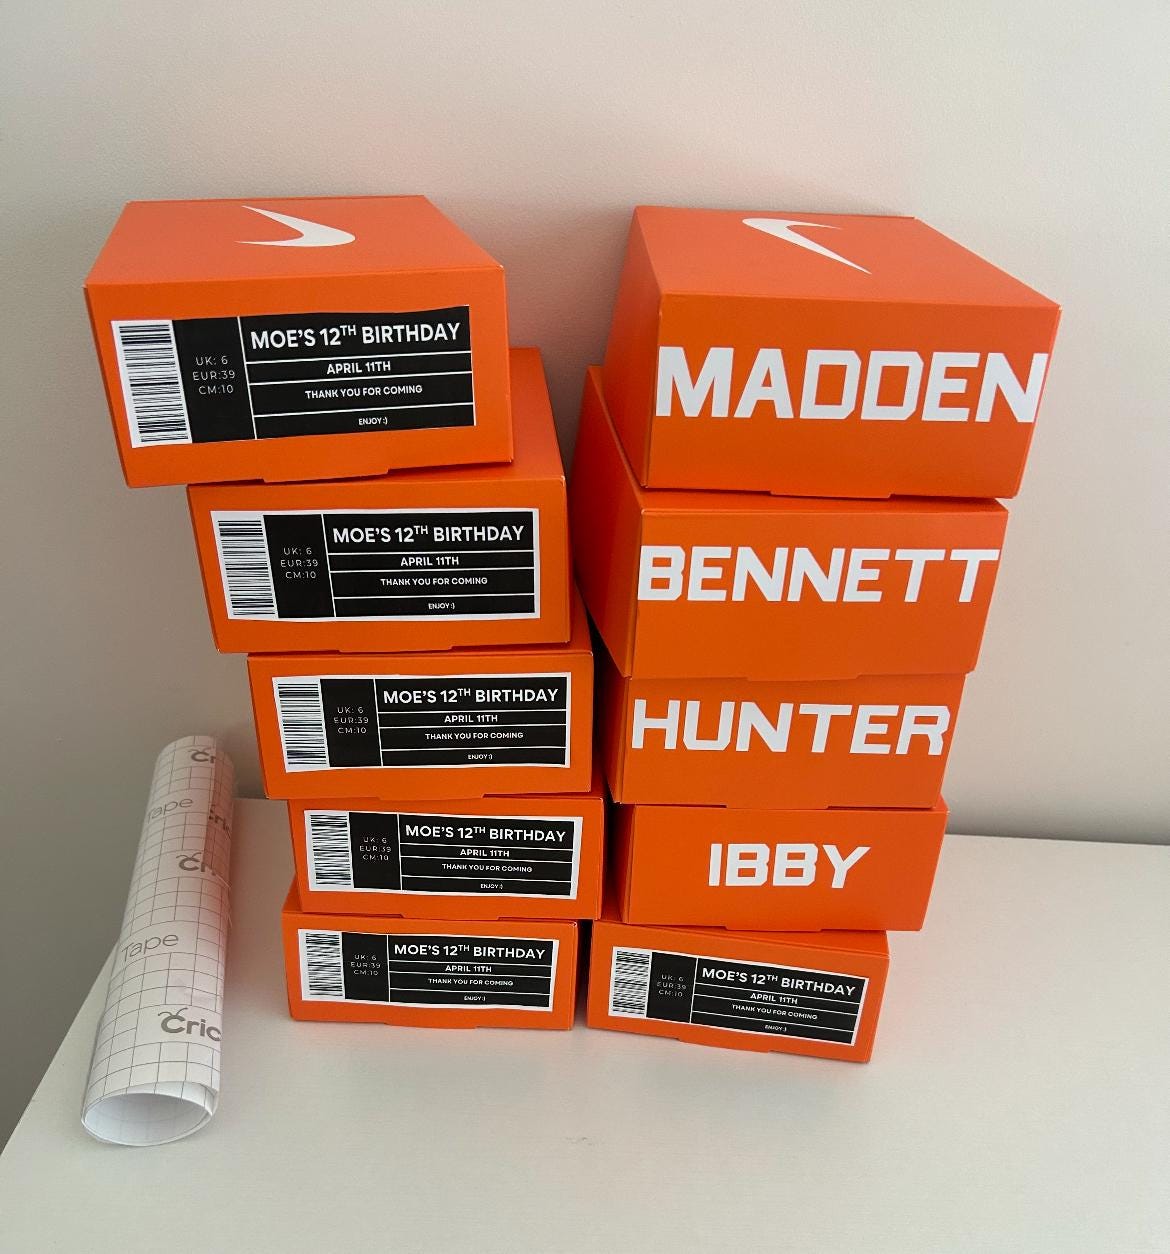 UK: 6
EUR:39
CM:10
MOE'S 12TH BIRTHDAY
APRIL 11TH
THANK YOU FOR COMING
ENJOY :)
UK: 6
EUR:39
CM:10
MOE'S 12TH BIRTHDAY
APRIL 11TH
THANK YOU FOR COMING
ENJOY :)
UK: 6
EUR:39
CM:10
MOE'S 12TH BIRTHDAY
APRIL 11TH
THANK YOU FOR COMING
ENJOY :)
UK: 6
EUR:39
CM:10
MOE'S 12TH BIRTHDAY
APRIL 11TH
THANK YOU FOR COMING
ENJOY :)
UK: 6
EUR:39
CM:10
MOE'S 12TH BIRTHDAY
APRIL 11TH
THANK YOU FOR COMING
ENJOY :)
MADDEN
BENNETT
HUNTER
IBBY
UK: 6
EUR:39
CM:10
MOE'S 12TH BIRTHDAY
APRIL 11TH
THANK YOU FOR COMING
ENJOY :)
Cr
Tape
Cri
Cri
Tape
Cric